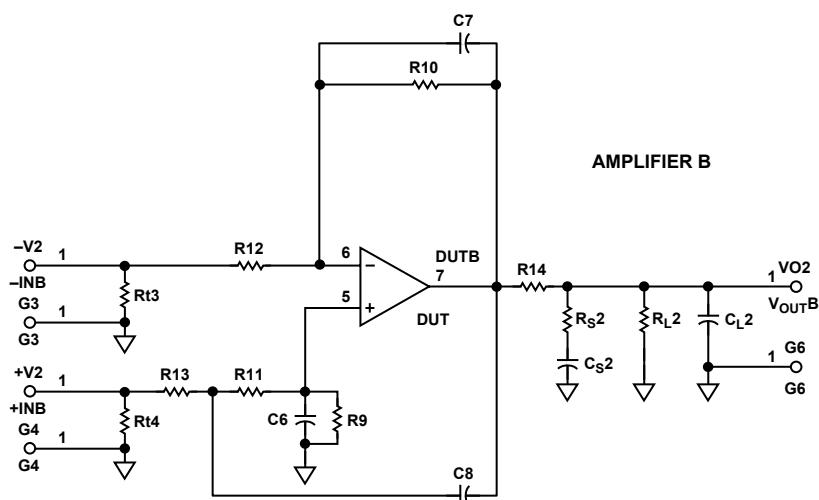 C7
R10
AMPLIFIER B
–V2
1
–INB
R12
6
–
DUTB
7
R14
1
VO2
VOUTB
G3
1
G3
Rt3
5
+
DUT
RS2
RL2
CL2
CS2
1
G6
G6
+V2
1
+INB
R13
R11
G4
1
G4
Rt4
C6
R9
C8